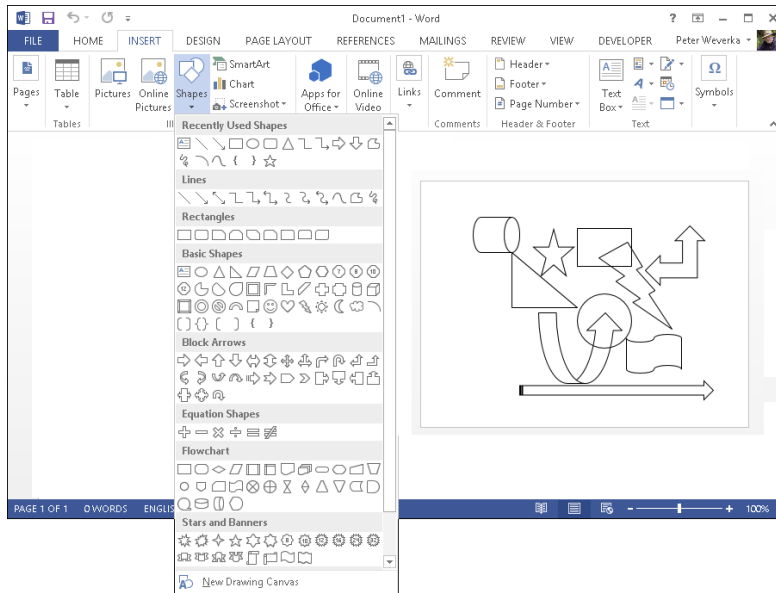 Document1 - Word
FILE HOME INSERT DESIGN PAGE LAYOUT REFERENCES MAILINGS REVIEW VIEW DEVELOPER Peter Weverka
SmartArt Header
Chart Footer
Pages Table Pictures Online Pictures Shapes Screenshot Apps for Office Online Video Links Comment Page Number Text Box Symbols
Tables Comments Header & Footer Text
Recently Used Shapes
Lines
Rectangles
Basic Shapes
Block Arrows
Equation Shapes
Flowchart
PAGE 1 OF 1 0 WORDS ENGLIS 100%
Stars and Banners
New Drawing Canvas